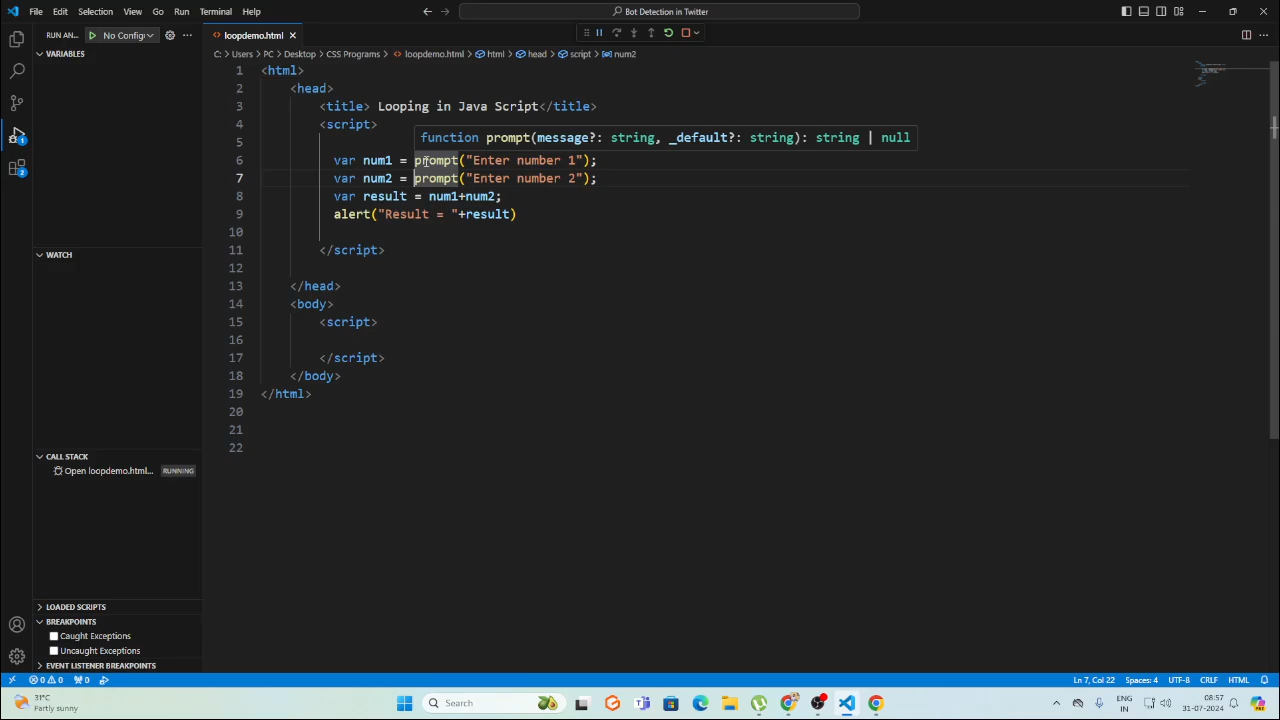 File Edit Selection View Go Run Terminal Help
Bot Detection in Twitter
RUN AN... No Config
loopdemo.html
VARIABLES
C: > Users > PC > Desktop > CSS Programs > loopdemo.html > html > head > script > num2
1 <html>
2 <head>
3 <title> Looping in Java Script</title>
4 <script>
function prompt(message?: string, _default?: string): string | null
5
6 var num1 = prompt("Enter number 1");
7 var num2 = prompt("Enter number 2");
8 var result = num1+num2;
9 alert("Result = "+result)
10
11 </script>
12
13 </head>
14 <body>
15 <script>
16
17 </script>
18 </body>
19 </html>
20
21
22
WATCH
CALL STACK
Open loopdemo.html... RUNNING
LOADED SCRIPTS
BREAKPOINTS
Caught Exceptions
Uncaught Exceptions
EVENT LISTENER BREAKPOINTS
1
2
0 0 0
Ln 7, Col 22 Spaces: 4 UTF-8 CRLF HTML
31°C
Partly sunny
Search
ENG
IN
08:57
31-07-2024